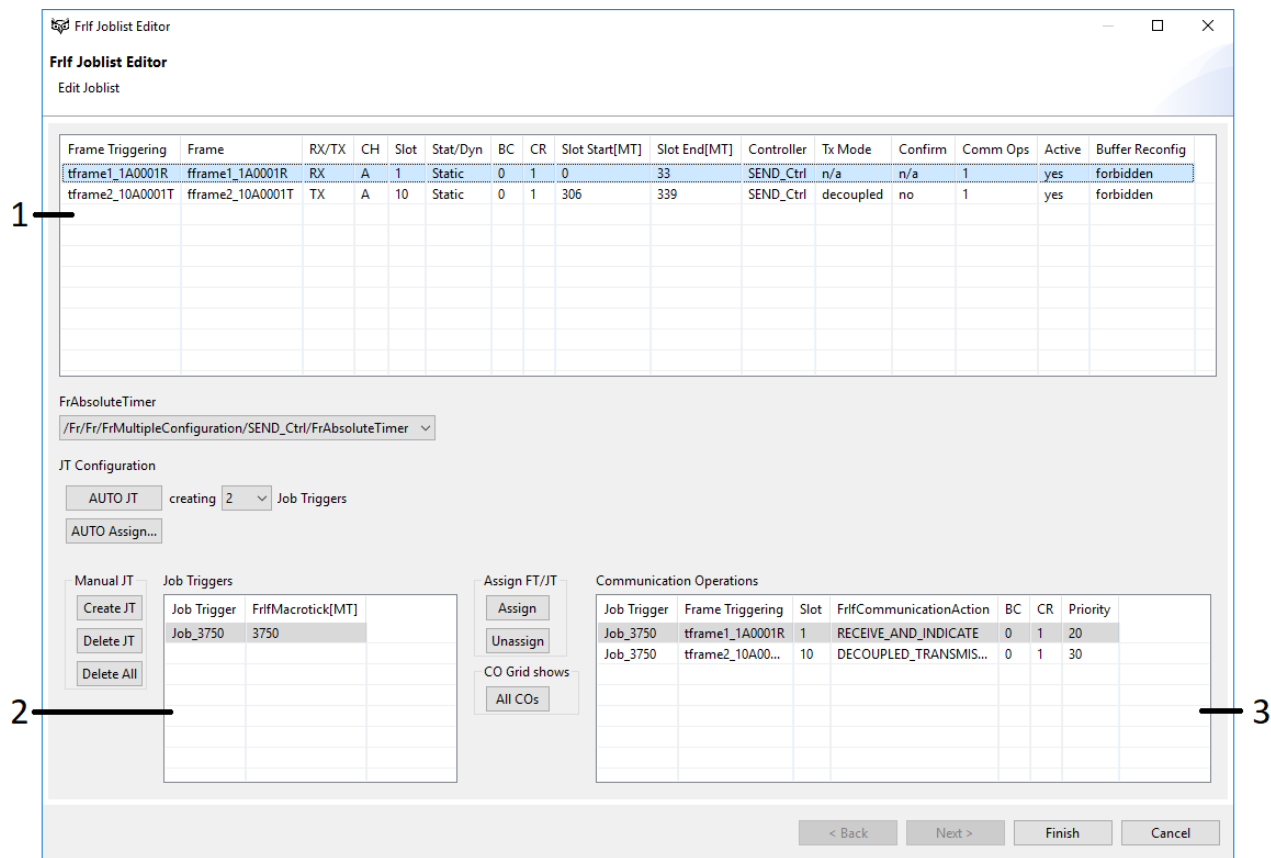 FrIf Joblist Editor
FrIf Joblist Editor
Edit Joblist
Frame Triggering Frame RX/TX CH Slot Stat/Dyn BC CR Slot Start[MT] Slot End[MT] Controller Tx Mode Confirm Comm Ops Active Buffer Reconfig
tframe1_1A0001R fframe1_1A0001R RX A 1 Static 0 1 0 33 SEND_Ctrl n/a n/a 1 yes forbidden
tframe2_10A0001T fframe2_10A0001T TX A 10 Static 0 1 306 339 SEND_Ctrl decoupled no 1 yes forbidden
1
FrAbsoluteTimer
/Fr/Fr/FrMultipleConfiguration/SEND_Ctrl/FrAbsoluteTimer
JT Configuration
AUTO JT creating 2 Job Triggers
AUTO Assign...
Manual JT Job Triggers Assign FT/JT Communication Operations
Create JT Job Trigger FrIfMacrotick[MT] Assign Job Trigger Frame Triggering Slot FrIfCommunicationAction BC CR Priority
Delete JT Job_3750 3750 Unassign Job_3750 tframe1_1A0001R 1 RECEIVE_AND_INDICATE 0 1 20
Job_3750 tframe2_10A00... 10 DECOUPLED_TRANSMIS... 0 1 30
Delete All CO Grid shows
All COs
2 3
< Back Next > Finish Cancel